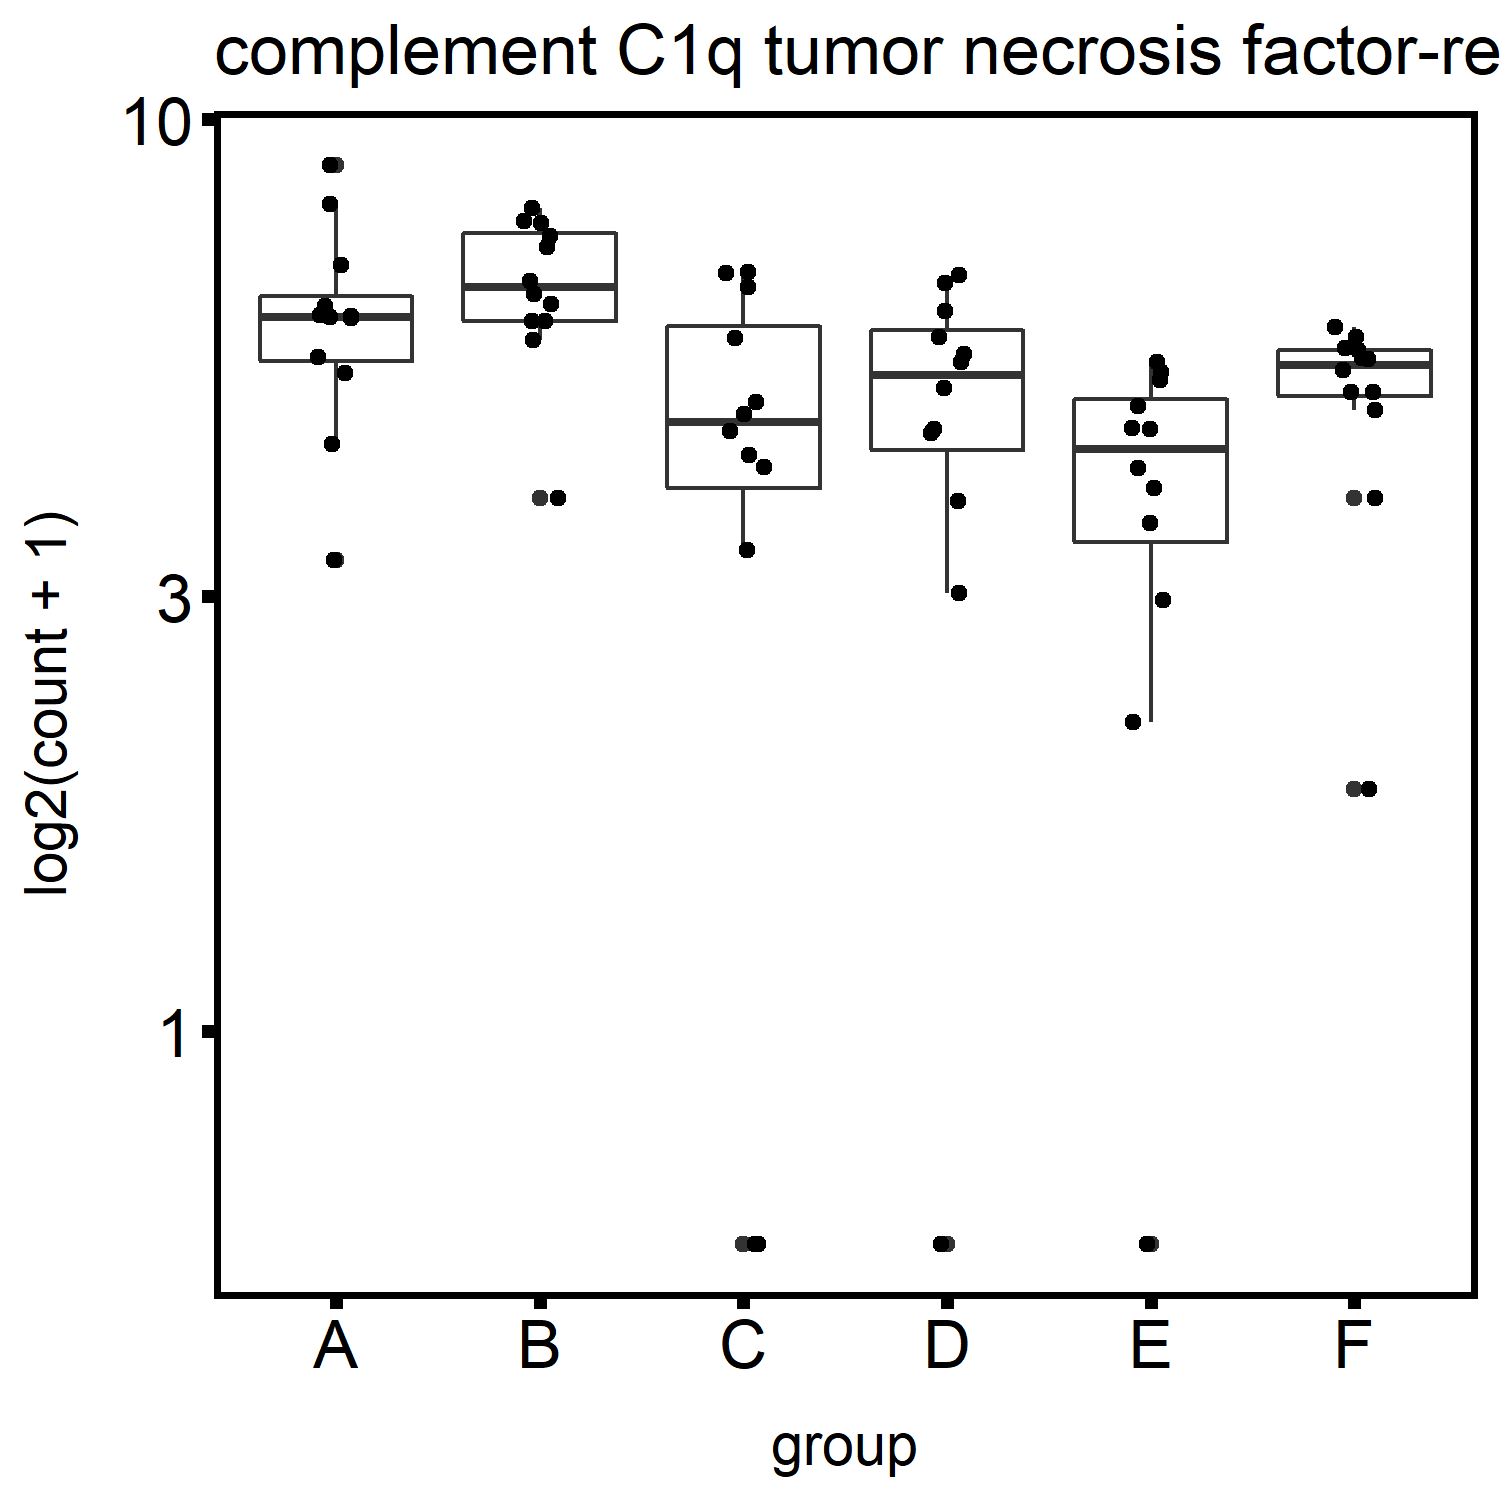 complement C1q tumor necrosis factor-re
10
3
1
log2(count + 1)
A B C D E F
group